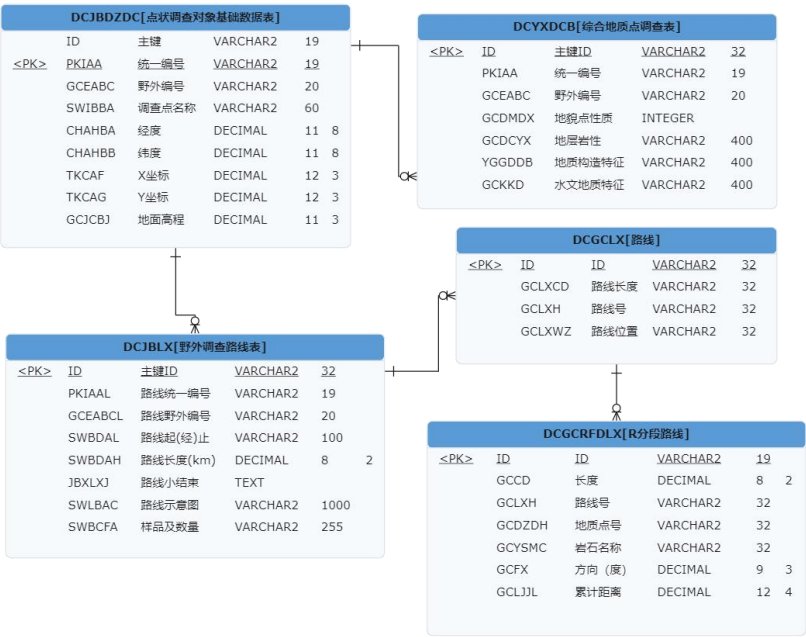 DCJBDZDC[点状调查对象基础数据表]
ID 主键 VARCHAR2 19
<PK> PKIAA 统一编号 VARCHAR2 19
GCEABC 野外编号 VARCHAR2 20
SWIBBA 调查点名称 VARCHAR2 60
CHAHBA 经度 DECIMAL 11 8
CHAHBB 纬度 DECIMAL 11 8
TKCAF X坐标 DECIMAL 12 3
TKCAG Y坐标 DECIMAL 12 3
GCJCBJ 地面高程 DECIMAL 11 3
DCYXDCB[综合地质点调查表]
<PK> ID 主键ID VARCHAR2 32
PKIAA 统一编号 VARCHAR2 19
GCEABC 野外编号 VARCHAR2 20
GCDMDX 地貌点性质 INTEGER
GCDCYX 地层岩性 VARCHAR2 400
YGGDDB 地质构造特征 VARCHAR2 400
GCKKD 水文地质特征 VARCHAR2 400
DCGCLX[路线]
<PK> ID ID VARCHAR2 32
GCLXCD 路线长度 VARCHAR2 32
GCLXH 路线号 VARCHAR2 32
GCLXWZ 路线位置 VARCHAR2 32
DCJBLX[野外调查路线表]
<PK> ID 主键ID VARCHAR2 32
PKIAAL 路线统一编号 VARCHAR2 19
GCEABCL 路线野外编号 VARCHAR2 20
SWBDAL 路线起(经)止 VARCHAR2 100
SWBDAH 路线长度(km) DECIMAL 8 2
JBXLXJ 路线小结束 TEXT
SWLBAC 路线示意图 VARCHAR2 1000
SWBCFA 样品及数量 VARCHAR2 255
DCGCRFDLX[R分段路线]
<PK> ID ID VARCHAR2 19
GCCD 长度 DECIMAL 8 2
GCLXH 路线号 VARCHAR2 32
GCDZDH 地质点号 VARCHAR2 32
GCYSMC 岩石名称 VARCHAR2 32
GCFX 方向（度) DECIMAL 9 3
GCLJJL 累计距离 DECIMAL 12 4